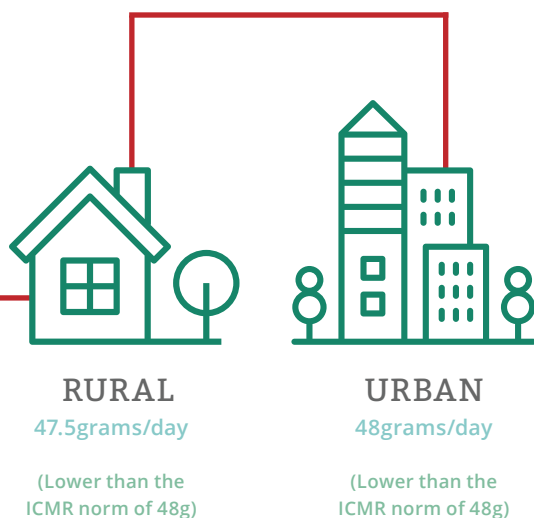 RURAL
47.5grams/day
(Lower than the
ICMR norm of 48g)
URBAN
48grams/day
(Lower than the
ICMR norm of 48g)